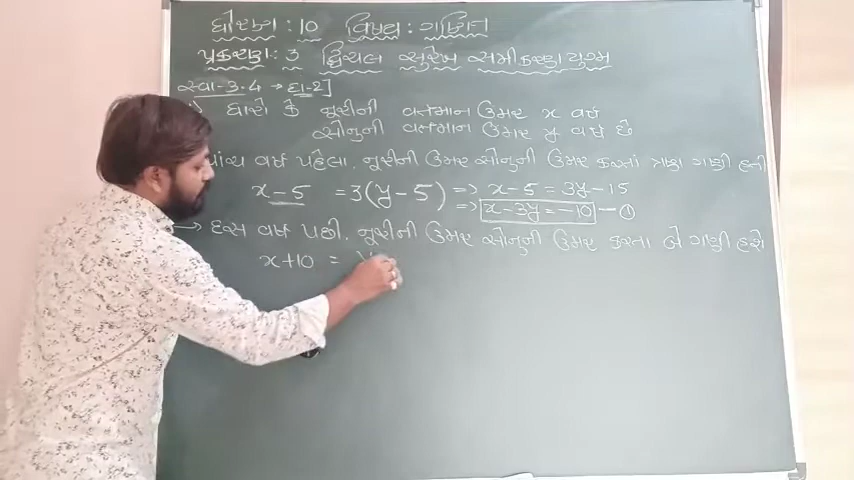 ધોરણ : 10 વિષય : ગણિત
પ્રકરણ : 3 દ્વિચલ સુરેખ સમીકરણયુગ્મ
સ્વા-3.4 → દા-2]
ધારો કે નૂરીની વર્તમાન ઉંમર x વર્ષ
સોનુની વર્તમાન ઉંમર y વર્ષ છે
પાંચ વર્ષ પહેલા, નૂરીની ઉંમર સોનુની ઉંમર કરતાં ત્રણ ગણી હતી
x-5 = 3(y-5) => x-5 = 3y-15
=> x-3y = -10 -①
→ દસ વર્ષ પછી, નૂરીની ઉંમર સોનુની ઉંમર કરતા બે ગણી હશે
x+10 =